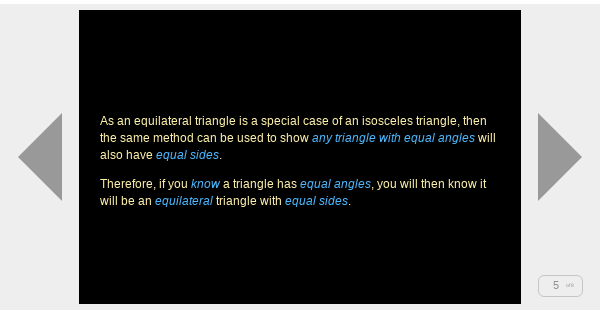 As an equilateral triangle is a special case of an isosceles triangle, then
the same method can be used to show any triangle with equal angles will
also have equal sides.
Therefore, if you know a triangle has equal angles, you will then know it
will be an equilateral triangle with equal sides.
5